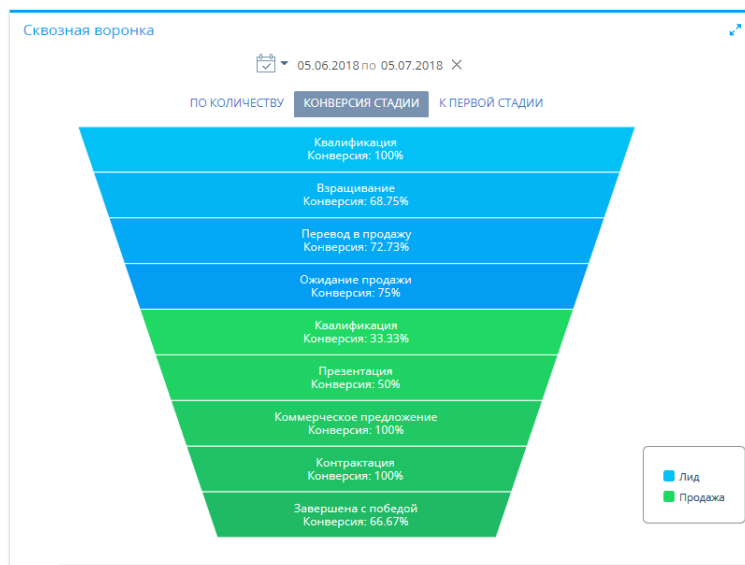 Сквозная воронка
05.06.2018 по 05.07.2018
ПО КОЛИЧЕСТВУ КОНВЕРСИЯ СТАДИИ К ПЕРВОЙ СТАДИИ
Квалификация
Конверсия: 100%
Взращивание
Конверсия: 68.75%
Перевод в продажу
Конверсия: 72.73%
Ожидание продажи
Конверсия: 75%
Квалификация
Конверсия: 33.33%
Презентация
Конверсия: 50%
Коммерческое предложение
Конверсия: 100%
Контрактация
Конверсия: 100%
Завершена с победой
Конверсия: 66.67%
Лид
Продажа